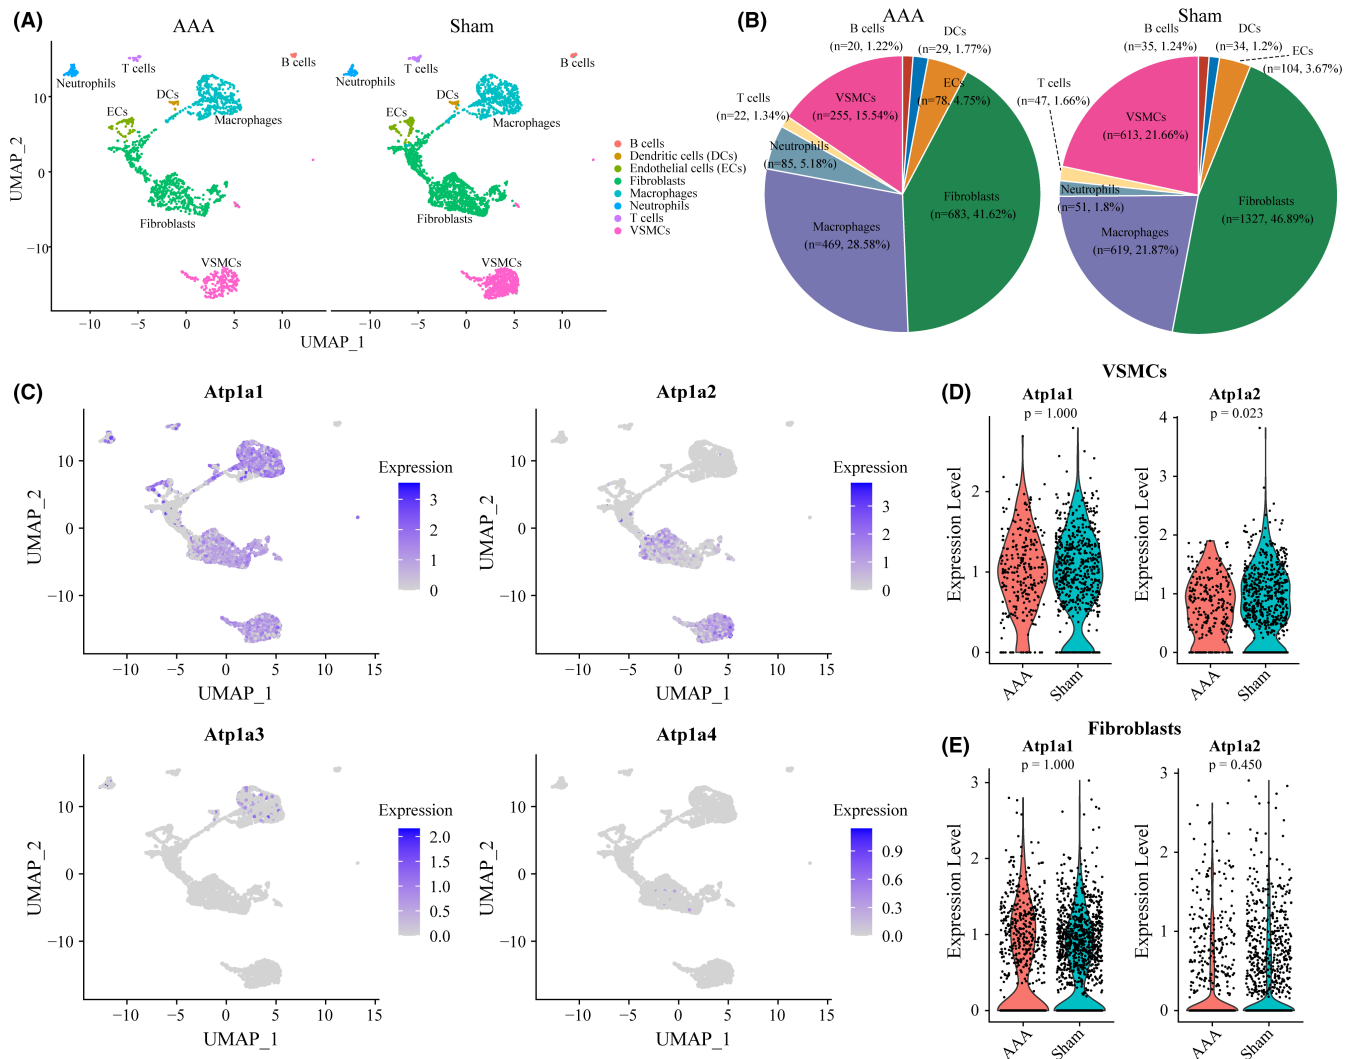 (A)
AAA
Sham
UMAP_2
10
0
−10
Neutrophils
T cells
B cells
DCs
ECs
Macrophages
Fibroblasts
VSMCs
Neutrophils
T cells
B cells
DCs
ECs
Macrophages
Fibroblasts
VSMCs
−10
−5
0
5
10
−10
−5
0
5
10
UMAP_1
B cells
Dendritic cells (DCs)
Endothelial cells (ECs)
Fibroblasts
Macrophages
Neutrophils
T cells
VSMCs
(B)
AAA
B cells
(n=20, 1.22%)
DCs
(n=29, 1.77%)
ECs
(n=78, 4.75%)
T cells
(n=22, 1.34%)
VSMCs
(n=255, 15.54%)
Neutrophils
(n=85, 5.18%)
Fibroblasts
(n=683, 41.62%)
Macrophages
(n=469, 28.58%)
Sham
B cells
(n=35, 1.24%)
DCs
(n=34, 1.2%)
ECs
(n=104, 3.67%)
T cells
(n=47, 1.66%)
VSMCs
(n=613, 21.66%)
Neutrophils
(n=51, 1.8%)
Fibroblasts
(n=1327, 46.89%)
Macrophages
(n=619, 21.87%)
(C)
Atp1a1
UMAP_2
10
0
−10
−10
−5
0
5
10
15
UMAP_1
Expression
3
2
1
0
Atp1a2
UMAP_2
10
0
−10
−10
−5
0
5
10
15
UMAP_1
Expression
3
2
1
0
Atp1a3
UMAP_2
10
0
−10
−10
−5
0
5
10
15
UMAP_1
Expression
2.0
1.5
1.0
0.5
0.0
Atp1a4
UMAP_2
10
0
−10
−10
−5
0
5
10
15
UMAP_1
Expression
0.9
0.6
0.3
0.0
(D)
VSMCs
Atp1a1
p = 1.000
Expression Level
2
1
0
AAA
Sham
Atp1a2
p = 0.023
Expression Level
4
3
2
1
0
AAA
Sham
(E)
Fibroblasts
Atp1a1
p = 1.000
Expression Level
3
2
1
0
AAA
Sham
Atp1a2
p = 0.450
Expression Level
3
2
1
0
AAA
Sham